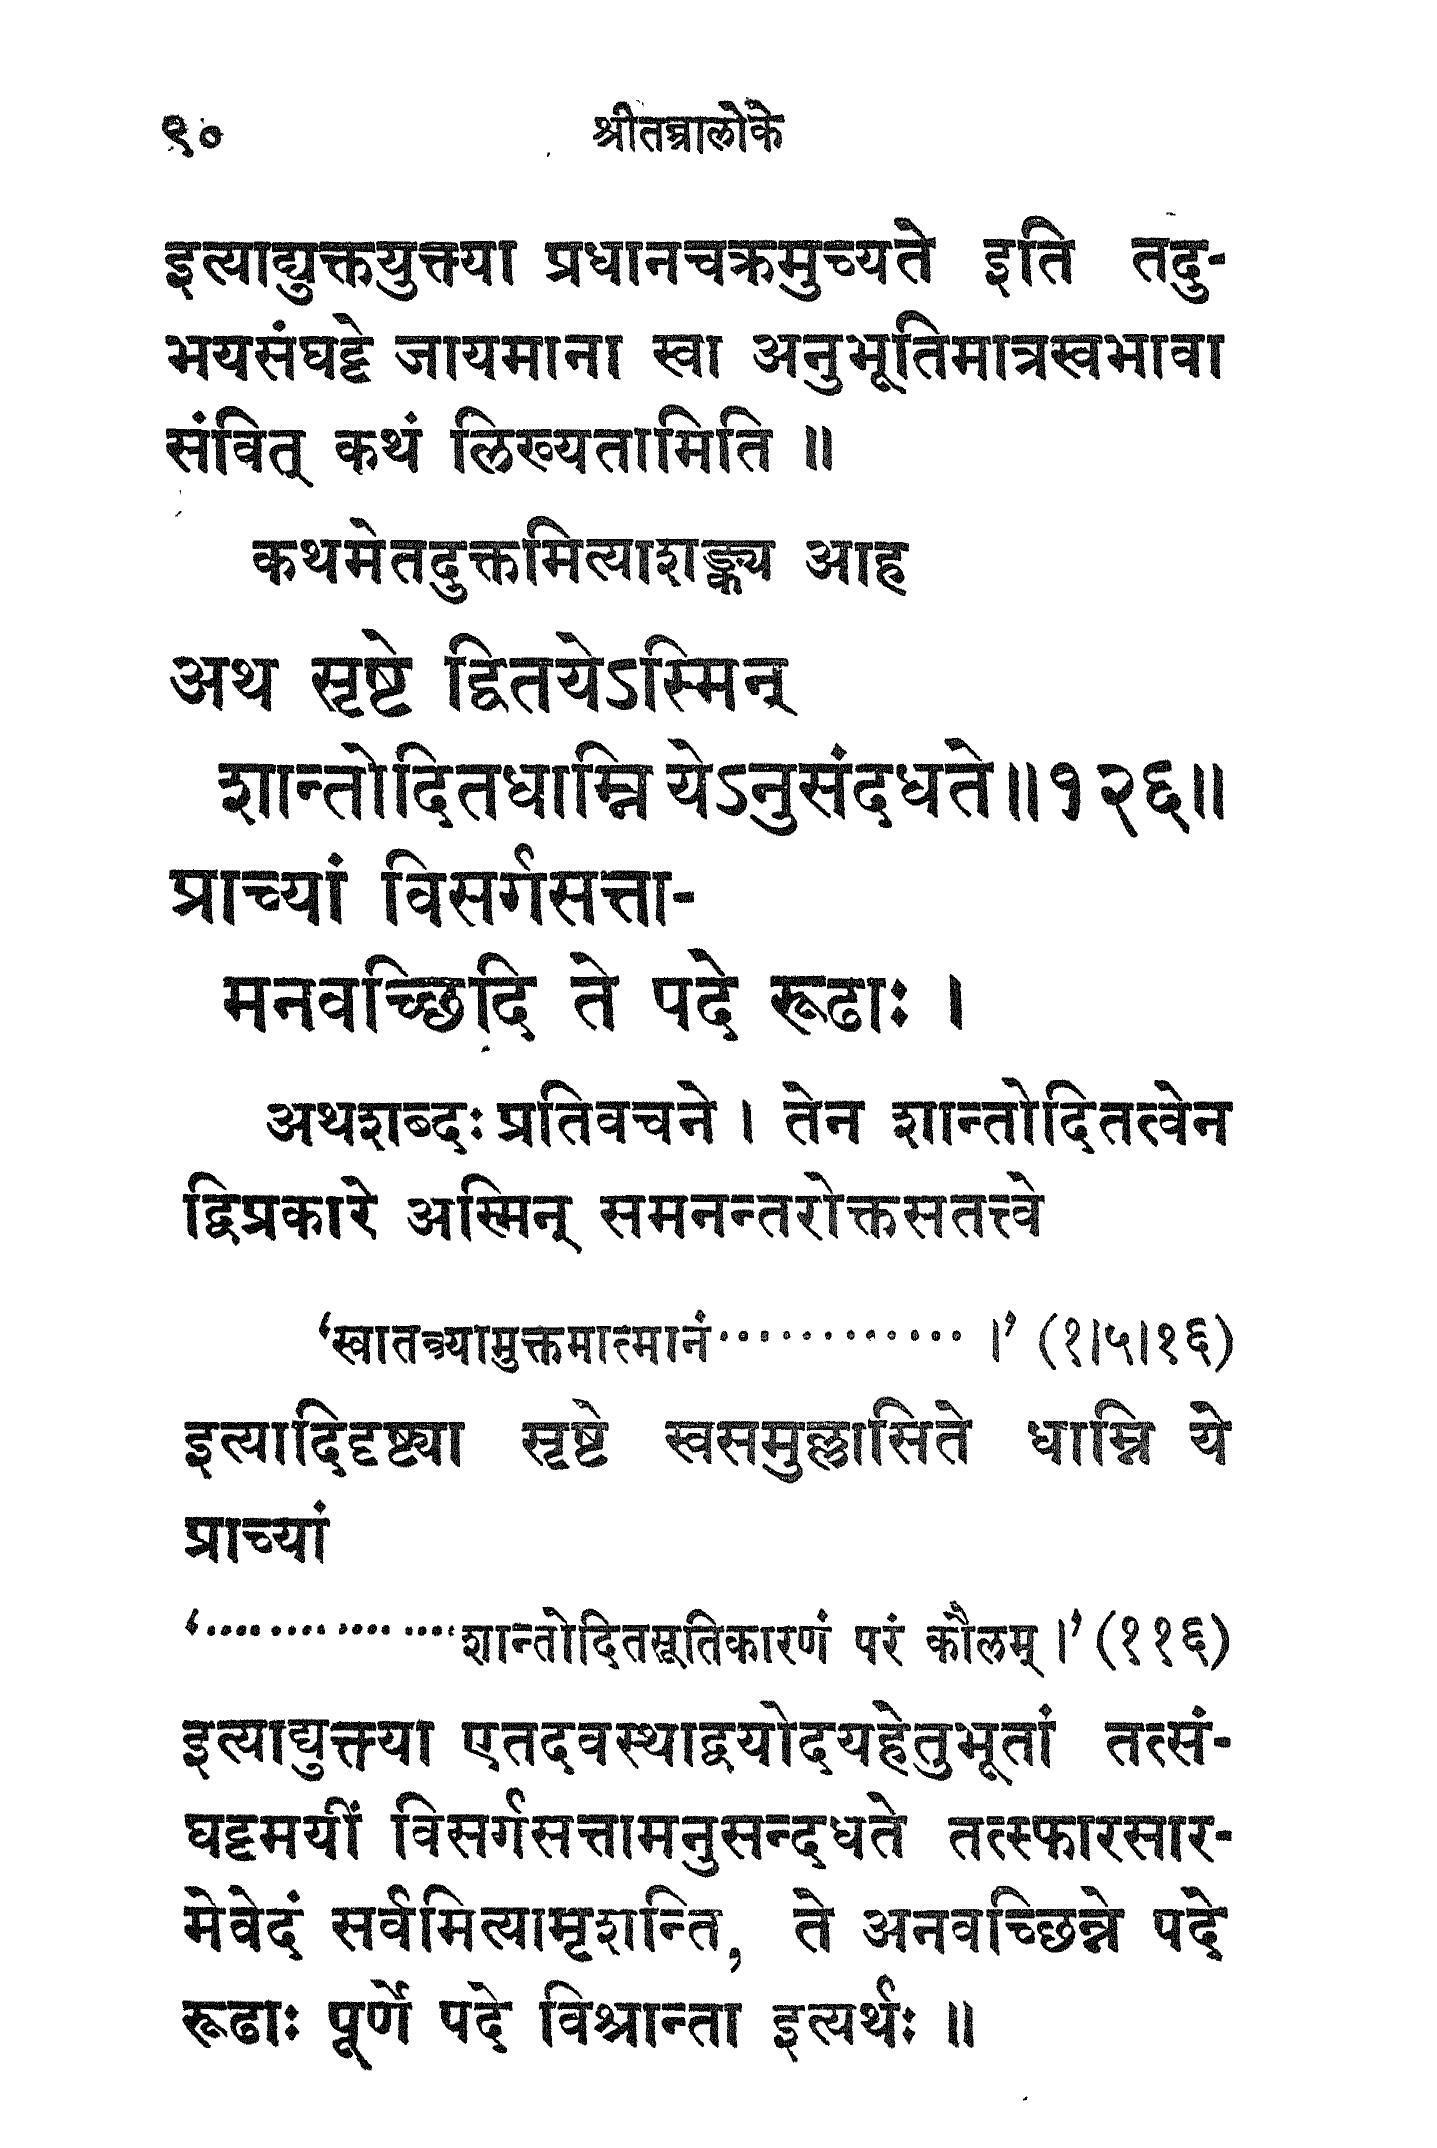 ९०
श्रीतन्त्रालोके
इत्याद्युक्तयुक्त्या प्रधानचक्रमुच्यते इति तदु-
भयसंघट्टे जायमाना स्वा अनुभूतिमात्रस्वभावा
संवित् कथं लिख्यतामिति ॥
कथमेतदुक्तमित्याशङ्क्य आह
अथ सृष्टे द्वितयेऽस्मिन्
शान्तोदितधाम्नि येऽनुसंदधते॥१२६॥
प्राच्यां विसर्गसत्ता-
मनवच्छिदि ते पदे रूढाः ।
अथशब्दः प्रतिवचने । तेन शान्तोदितत्वेन
द्विप्रकारे अस्मिन् समनन्तरोक्तसतत्त्वे
‘स्वातन्त्र्यामुक्तमात्मानं············ ।’ (१।५।१६)
इत्यादिदृष्ट्या सृष्टे स्वसमुल्लासिते धाम्नि ये
प्राच्यां
‘··················शान्तोदितसूतिकारणं परं कौलम् ।’ (११६)
इत्याद्युक्त्या एतदवस्थाद्वयोदयहेतुभूतां तत्सं-
घट्टमयीं विसर्गसत्तामनुसन्दधते तत्स्फारसार-
मेवेदं सर्वमित्यामृशन्ति, ते अनवच्छिन्ने पदे
रूढाः पूर्णे पदे विश्रान्ता इत्यर्थः ॥